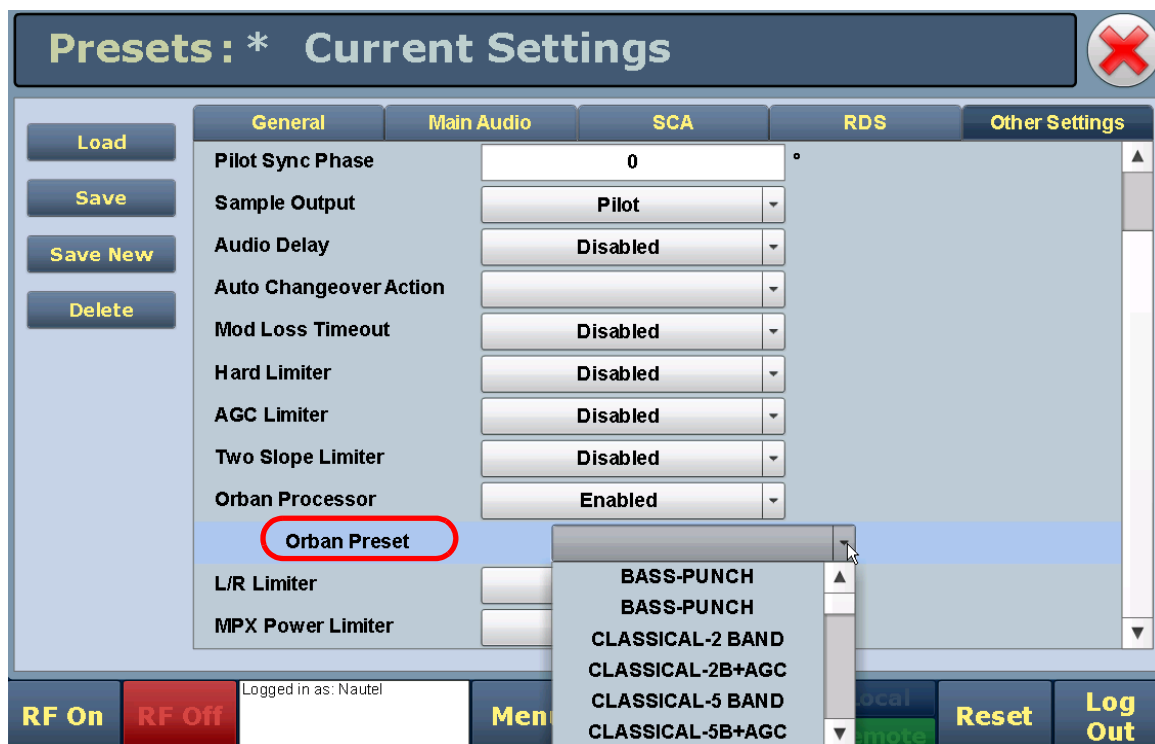 Presets: * Current Settings
Load
Save
Save New
Delete
General Main Audio SCA RDS Other Settings
Pilot Sync Phase 0 °
Sample Output Pilot
Audio Delay Disabled
Auto Changeover Action
Mod Loss Timeout Disabled
Hard Limiter Disabled
AGC Limiter Disabled
Two Slope Limiter Disabled
Orban Processor Enabled
Orban Preset
L/R Limiter
MPX Power Limiter
BASS-PUNCH
BASS-PUNCH
CLASSICAL-2 BAND
CLASSICAL-2B+AGC
CLASSICAL-5 BAND
CLASSICAL-5B+AGC
RF On
RF Off
Logged in as: Nautel
Reset
Log
Out